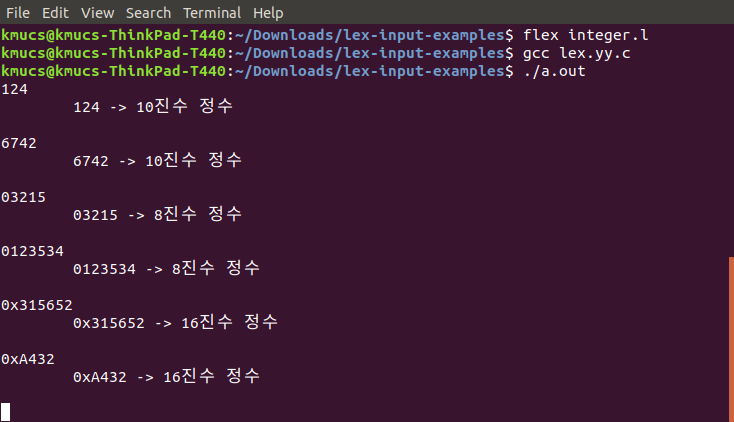 File Edit View Search Terminal Help
kmucs@kmucs-ThinkPad-T440:~/Downloads/lex-input-examples$ flex integer.l
kmucs@kmucs-ThinkPad-T440:~/Downloads/lex-input-examples$ gcc lex.yy.c
kmucs@kmucs-ThinkPad-T440:~/Downloads/lex-input-examples$ ./a.out
124
124 -> 10진수 정수
6742
6742 -> 10진수 정수
03215
03215 -> 8진수 정수
0123534
0123534 -> 8진수 정수
0x315652
0x315652 -> 16진수 정수
0xA432
0xA432 -> 16진수 정수